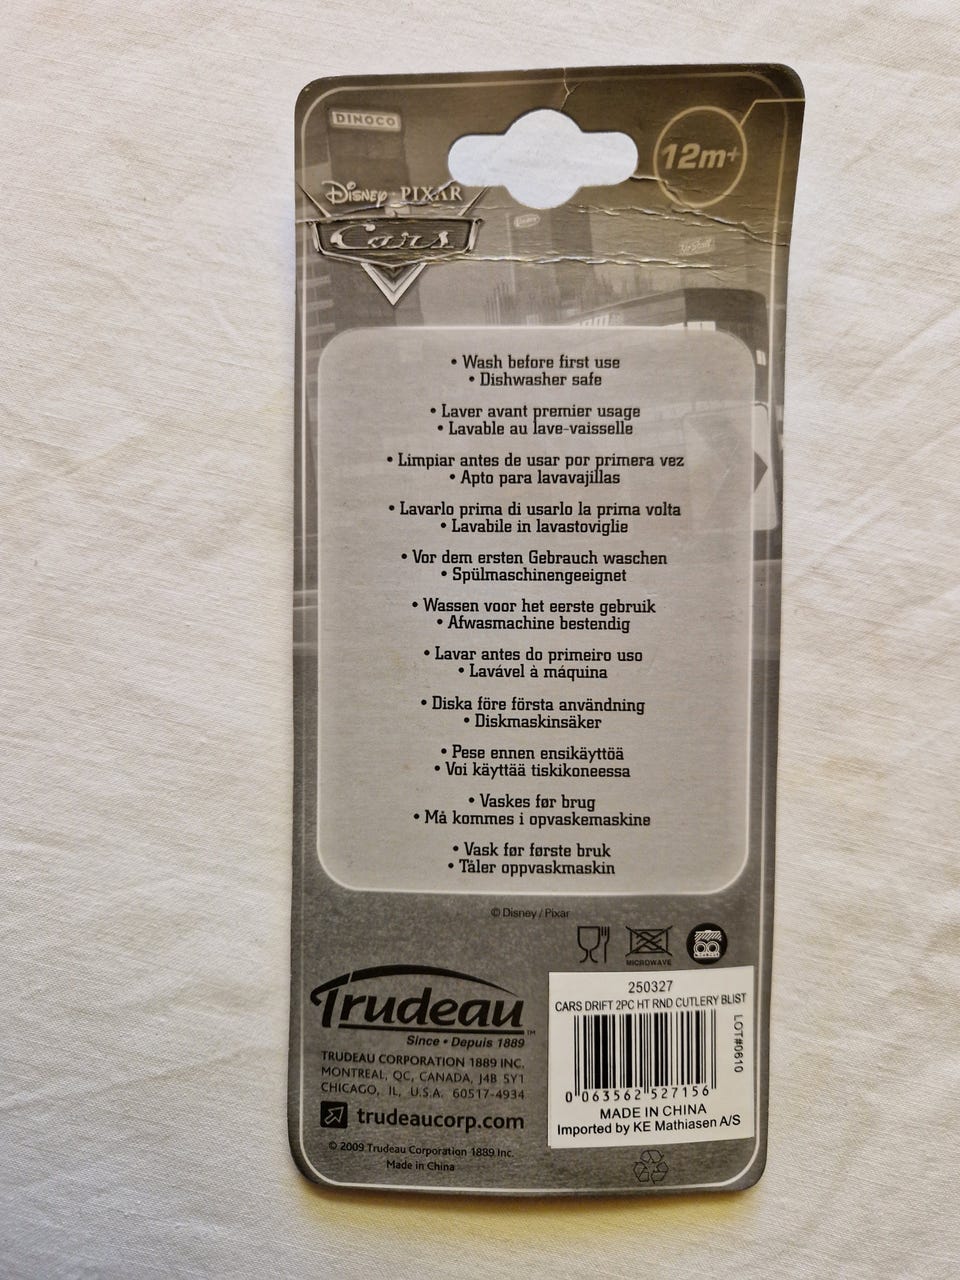 DINOCO
12m+
Disney • PIXAR
Cars
• Wash before first use
• Dishwasher safe
• Laver avant premier usage
• Lavable au lave-vaisselle
• Limpiar antes de usar por primera vez
• Apto para lavavajillas
• Lavarlo prima di usarlo la prima volta
• Lavabile in lavastoviglie
• Vor dem ersten Gebrauch waschen
• Spülmaschinengeeignet
• Wassen voor het eerste gebruik
• Afwasmachine bestendig
• Lavar antes do primeiro uso
• Lavável à máquina
• Diska före första användning
• Diskmaskinsäker
• Pese ennen ensikäyttöä
• Voi käyttää tiskikoneessa
• Vaskes før brug
• Må kommes i opvaskemaskine
• Vask før første bruk
• Tåler oppvaskmaskin
© Disney / Pixar
MICROWAVE
Trudeau™
Since • Depuis 1889
TRUDEAU CORPORATION 1889 INC.
MONTREAL, QC, CANADA, J4B 5Y1
CHICAGO, IL, U.S.A. 60517-4934
trudeaucorp.com
© 2009 Trudeau Corporation 1889 Inc.
Made in China
250327
CARS DRIFT 2PC HT RND CUTLERY BLIST
LOT#0610
0 063562 527156
MADE IN CHINA
Imported by KE Mathiasen A/S